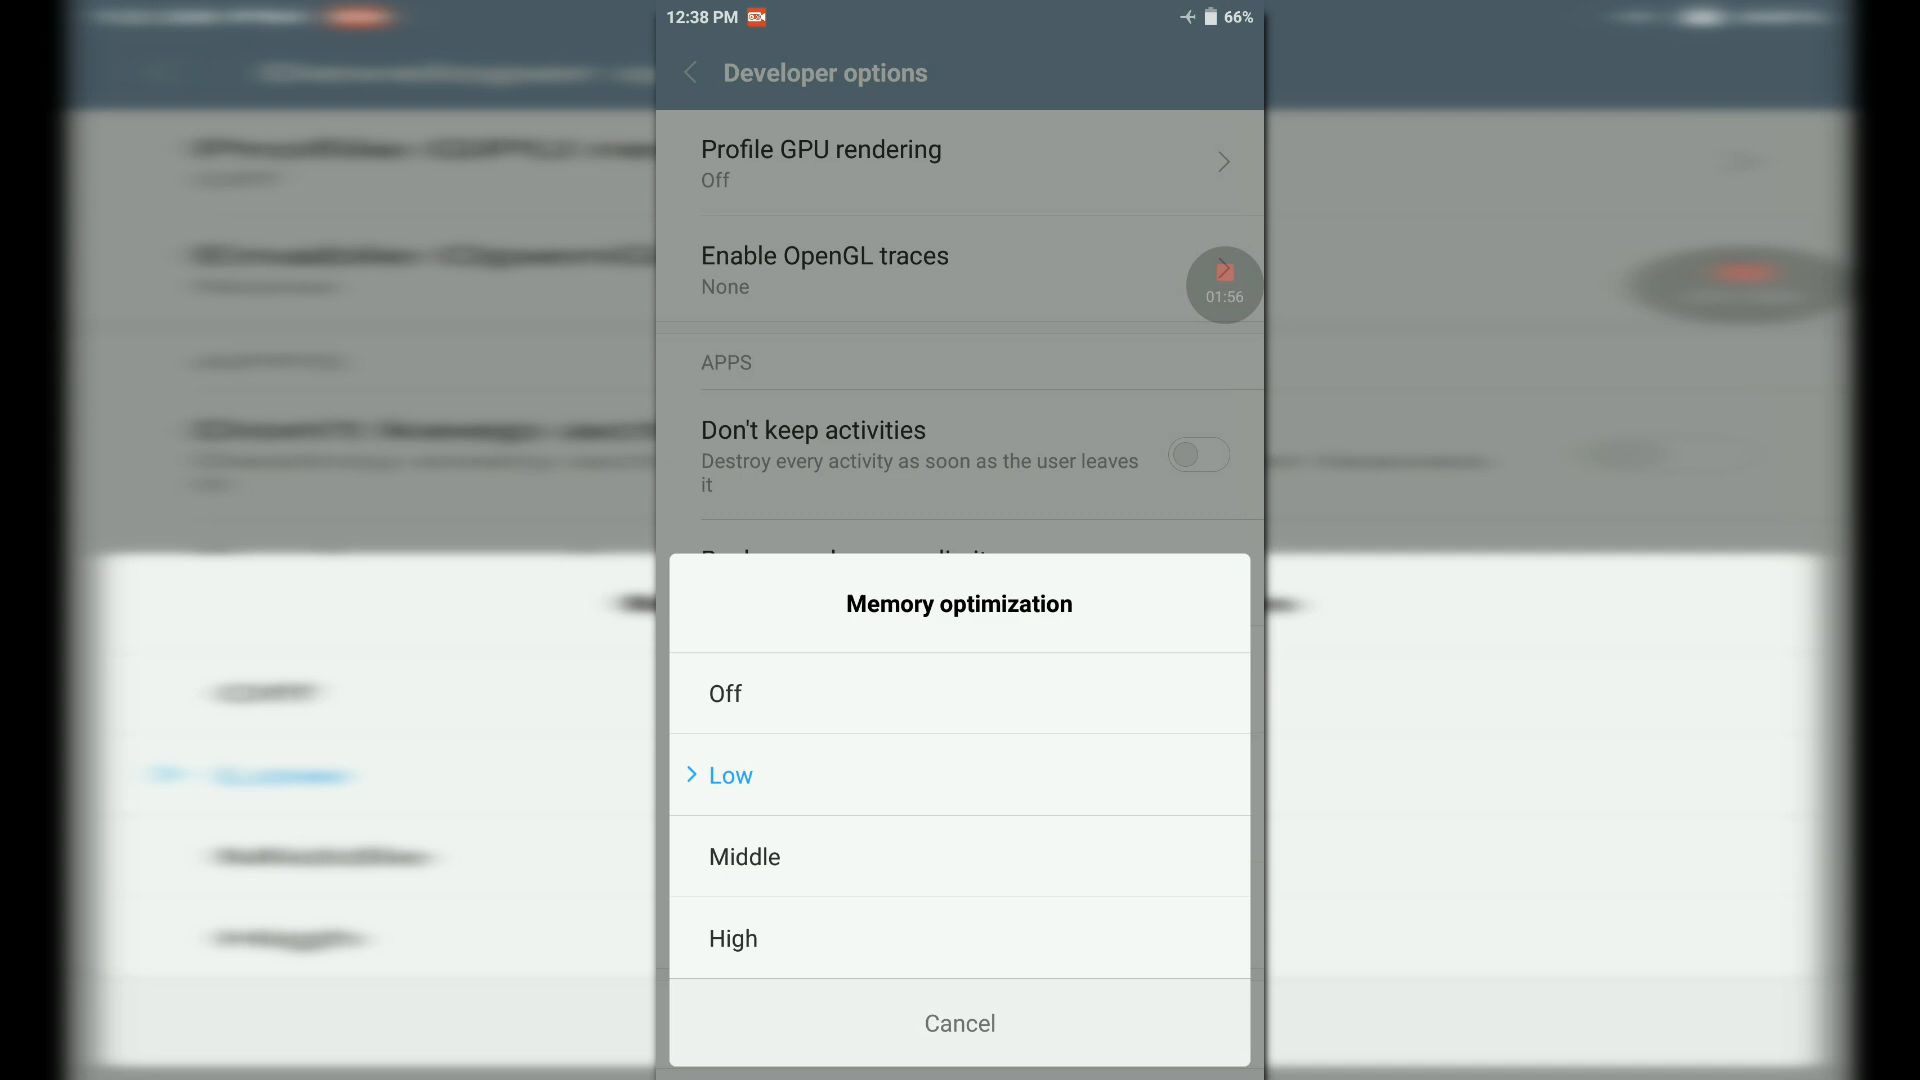 12:38 PM
66%
Developer options
Profile GPU rendering
Off
Enable OpenGL traces
None
01:56
APPS
Don't keep activities
Destroy every activity as soon as the user leaves
it
Memory optimization
Off
Low
Middle
High
Cancel